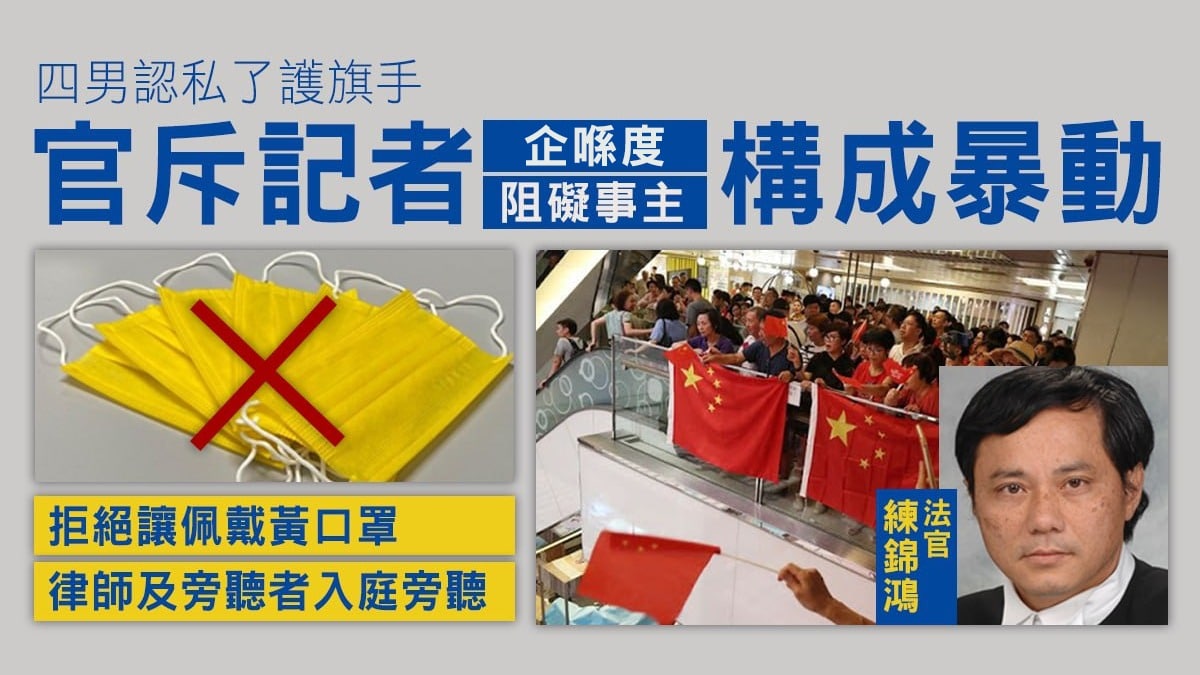 四男認私了護旗手
官斥記者 企喺度 阻礙事主 構成暴動
拒絕讓佩戴黃口罩
律師及旁聽者入庭旁聽
法官
練錦鴻